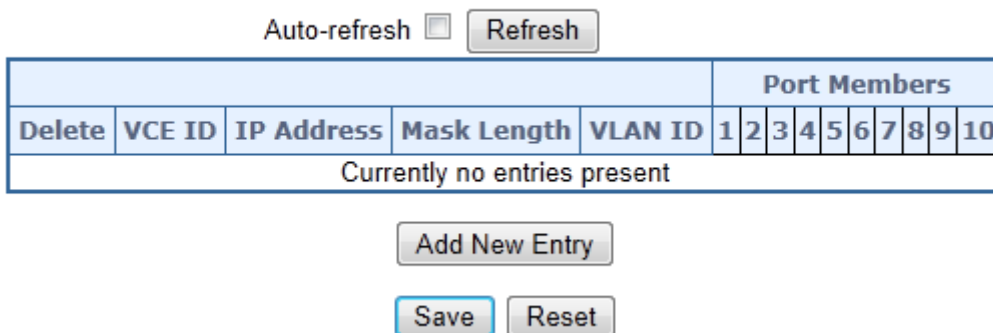 Auto-refresh Refresh
Port Members
Delete VCE ID IP Address Mask Length VLAN ID 1 2 3 4 5 6 7 8 9 10
Currently no entries present
Add New Entry
Save Reset